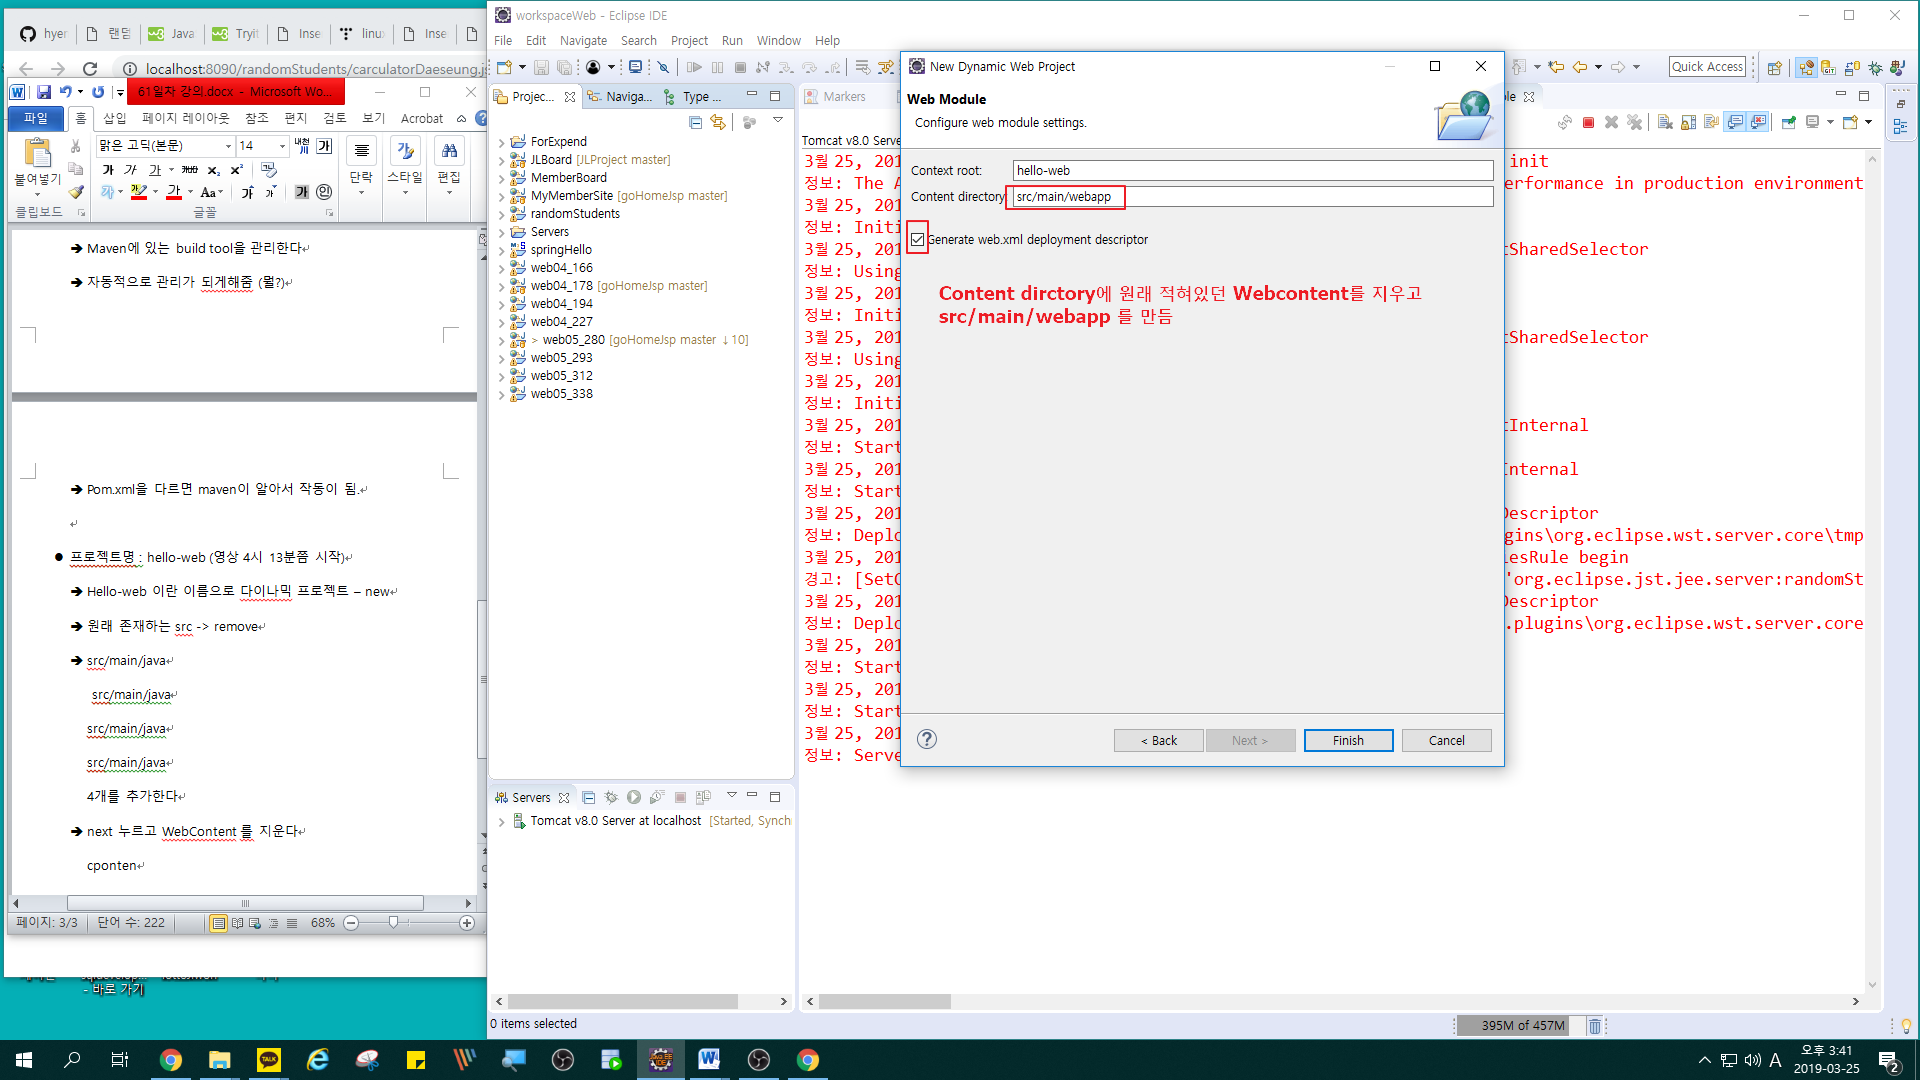 hyer
랜덤
Java
Tryit
Inse
linux
Inse
localhost:8090/randomStudents/carculatorDaeseung.js
61일차 강의.docx - Microsoft Wo...
파일
홈
삽입
페이지 레이아웃
참조
편지
검토
보기
Acrobat
붙여넣기
클립보드
맑은 고딕(본문)
14
가
가
가
가
가
Aa
가
가
가
글꼴
단락
스타일
편집
Maven에 있는 build tool을 관리한다
자동적으로 관리가 되게해줌 (뭘?)
Pom.xml을 다르면 maven이 알아서 작동이 됨.
프로젝트명 : hello-web (영상 4시 13분쯤 시작)
Hello-web 이란 이름으로 다이나믹 프로젝트 – new
원래 존재하는 src -> remove
src/main/java
src/main/java
src/main/java
src/main/java
4개를 추가한다
next 누르고 WebContent 를 지운다
cponten
페이지: 3/3
단어 수: 222
68%
- 바로 가기
workspaceWeb - Eclipse IDE
File Edit Navigate Search Project Run Window Help
Quick Access
Projec...
Naviga...
Type ...
ForExpend
JLBoard [JLProject master]
MemberBoard
MyMemberSite [goHomeJsp master]
randomStudents
Servers
springHello
web04_166
web04_178 [goHomeJsp master]
web04_194
web04_227
> web05_280 [goHomeJsp master ↓10]
web05_293
web05_312
web05_338
Servers
Tomcat v8.0 Server at localhost [Started, Synch
0 items selected
Markers
le
Tomcat v8.0 Serve
3월 25, 201 init
정보: The A erformance in production environment
3월 25, 201
정보: Initi
3월 25, 201 tSharedSelector
정보: Using
3월 25, 201
정보: Initi
3월 25, 201 tSharedSelector
정보: Using
3월 25, 201
정보: Initi
3월 25, 201 tInternal
정보: Start
3월 25, 201 Internal
정보: Start
3월 25, 201 Descriptor
정보: Deplo gins\org.eclipse.wst.server.core\tmp
3월 25, 201 esRule begin
경고: [SetC 'org.eclipse.jst.jee.server:randomSt
3월 25, 201 Descriptor
정보: Deplo .plugins\org.eclipse.wst.server.core
3월 25, 201
정보: Start
3월 25, 201
정보: Start
3월 25, 201
정보: Serve
New Dynamic Web Project
Web Module
Configure web module settings.
Context root: hello-web
Content directory: src/main/webapp
Generate web.xml deployment descriptor
Content dirctory에 원래 적혀있던 Webcontent를 지우고
src/main/webapp 를 만듬
< Back
Next >
Finish
Cancel
395M of 457M
TALK
A
오후 3:41
2019-03-25
2